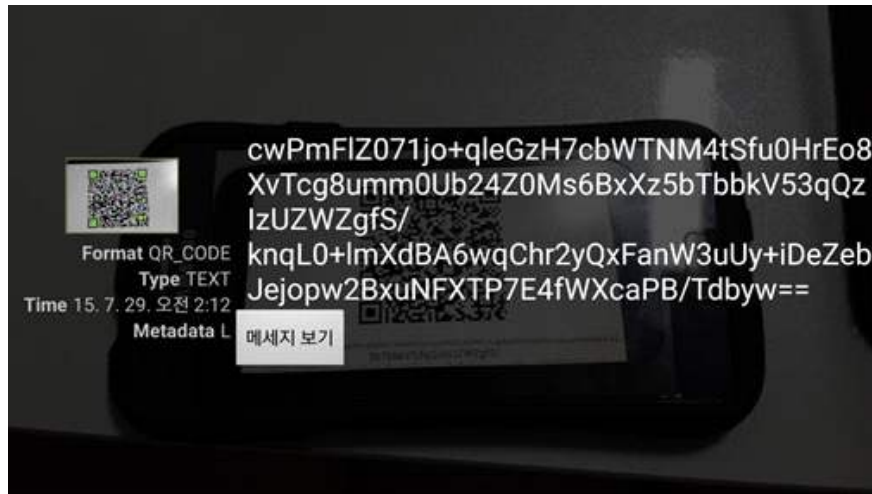 cwPmFlZ071jo+qleGzH7cbWTNM4tSfu0HrEo8
XvTcg8umm0Ub24Z0Ms6BxXz5bTbbkV53qQz
IzUZWZgfS/
knqL0+lmXdBA6wqChr2yQxFanW3uUy+iDeZeb
Jejopw2BxuNFXTP7E4fWXcaPB/Tdbyw==
Format QR_CODE
Type TEXT
Time 15. 7. 29. 오전 2:12
Metadata L
메세지 보기